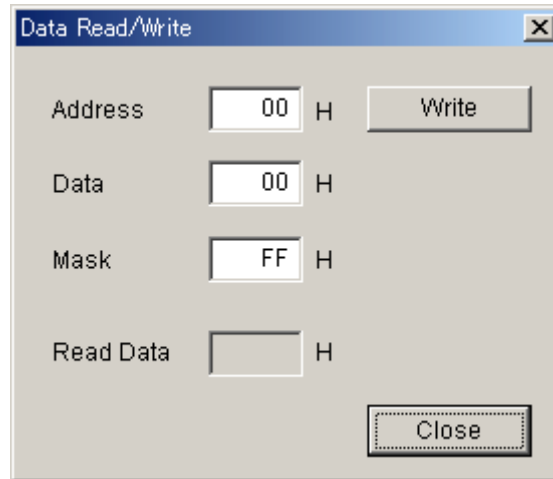 Data Read/Write
Address 00 H Write
Data 00 H
Mask FF H
Read Data H
Close